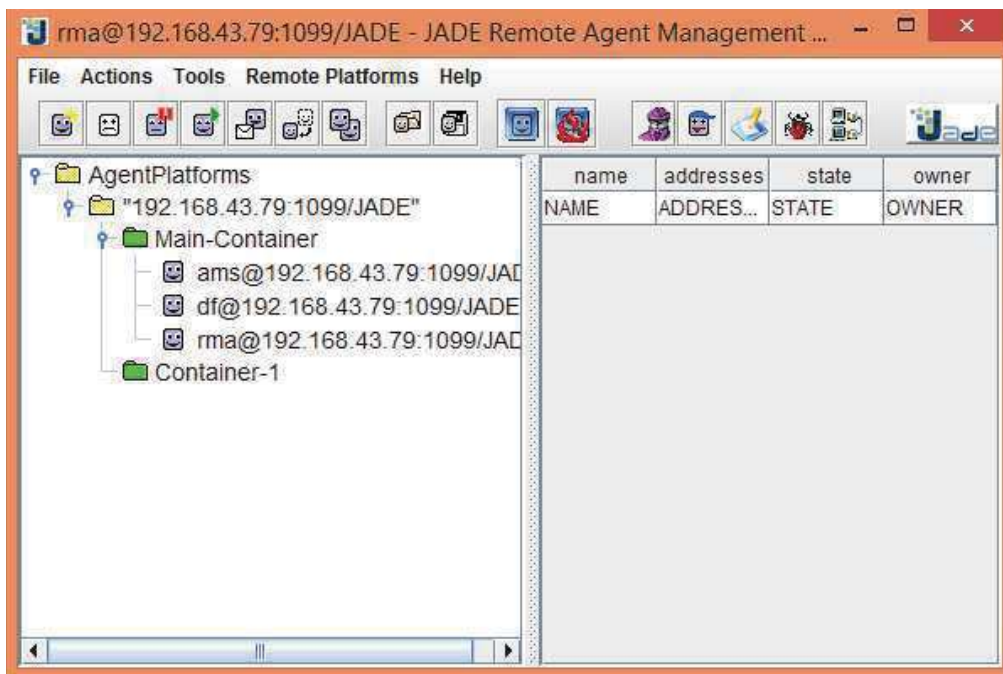 rma@192.168.43.79:1099/JADE - JADE Remote Agent Management ...
File Actions Tools Remote Platforms Help
Jade
AgentPlatforms
"192.168.43.79:1099/JADE"
Main-Container
ams@192.168.43.79:1099/JAD
df@192.168.43.79:1099/JADE
rma@192.168.43.79:1099/JAD
Container-1
name addresses state owner
NAME ADDRES... STATE OWNER